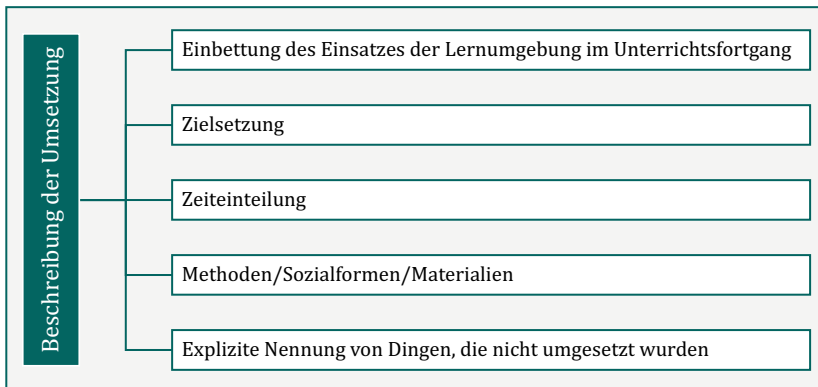 Beschreibung der Umsetzung
Einbettung des Einsatzes der Lernumgebung im Unterrichtsfortgang
Zielsetzung
Zeiteinteilung
Methoden/Sozialformen/Materialien
Explizite Nennung von Dingen, die nicht umgesetzt wurden